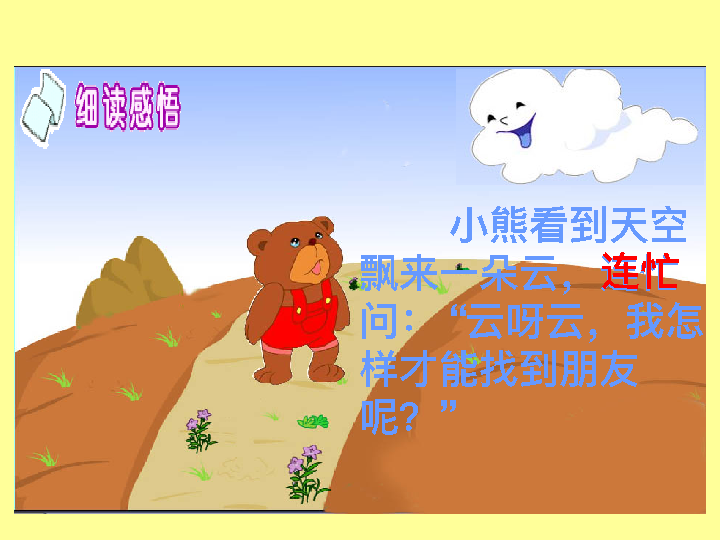 细读感悟
小熊看到天空
飘来一朵云，连忙
问：“云呀云，我怎
样才能找到朋友
呢？”